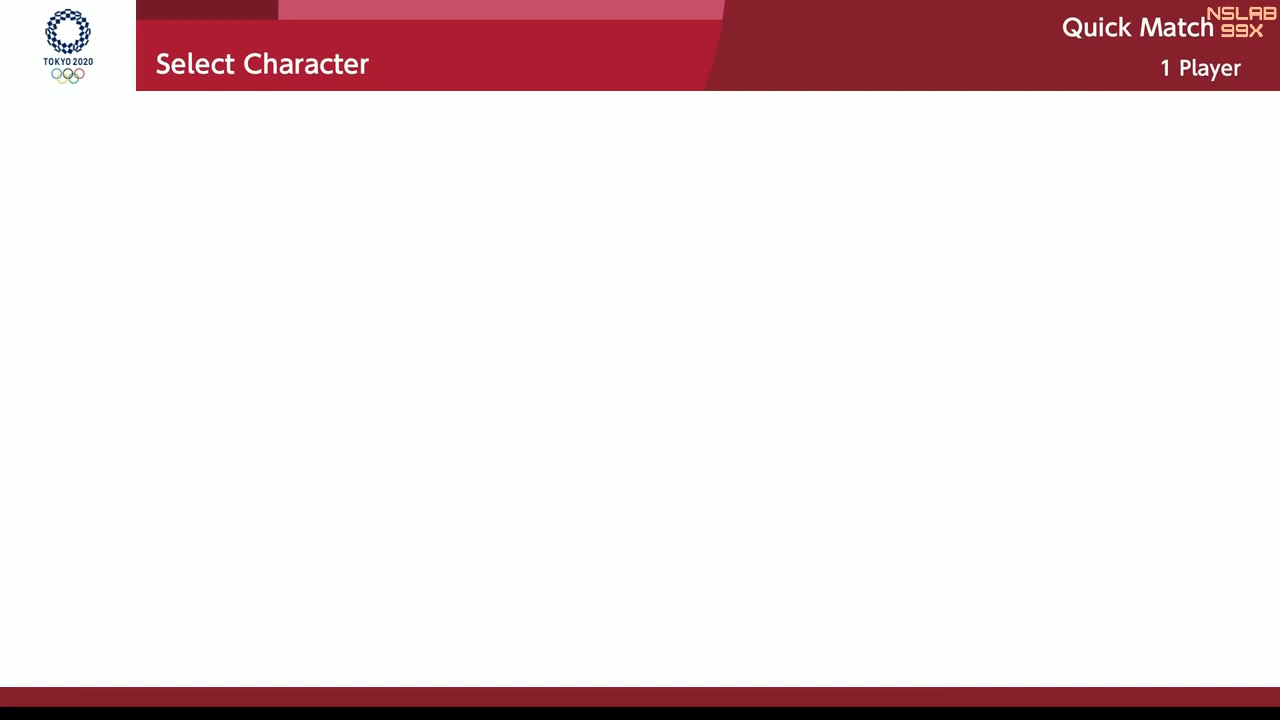 TOKYO 2020
Select Character
Quick Match
1 Player
NSLAB
99X